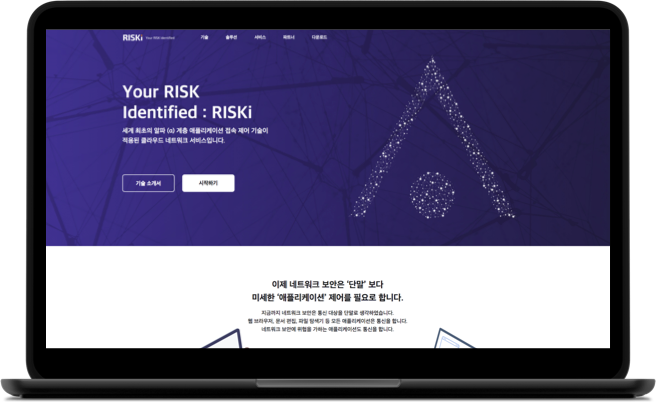 RISKi Your RISK Identified 기술 솔루션 서비스 파트너 다운로드
Your RISK
Identified : RISKi
세계 최초의 알파 (α) 계층 애플리케이션 접속 제어 기술이
적용된 클라우드 네트워크 서비스입니다.
기술 소개서 시작하기
이제 네트워크 보안은 '단말' 보다
미세한 '애플리케이션' 제어를 필요로 합니다.
지금까지 네트워크 보안은 통신 대상을 단말로 생각하였습니다.
웹 브라우저, 문서 편집, 파일 탐색기 등 모든 애플리케이션은 통신을 합니다.
네트워크 보안에 위협을 가하는 애플리케이션도 통신을 합니다.